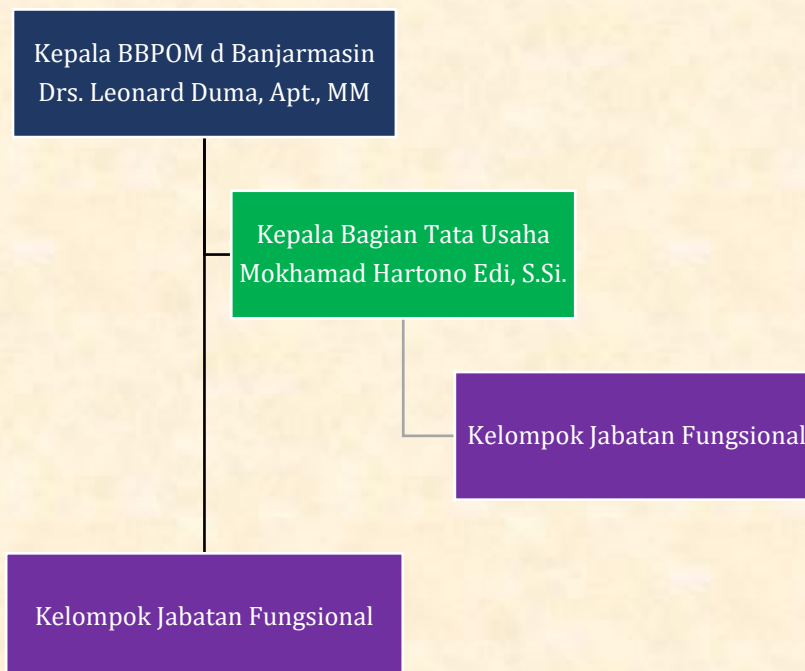 Kepala BBPOM d Banjarmasin
Drs. Leonard Duma, Apt., MM
Kepala Bagian Tata Usaha
Mokhamad Hartono Edi, S.Si.
Kelompok Jabatan Fungsional
Kelompok Jabatan Fungsional